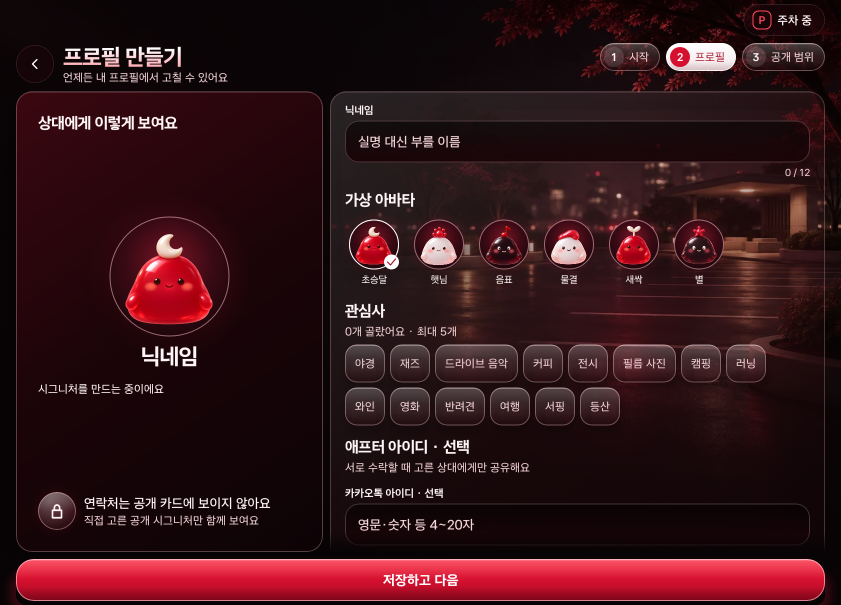 P 주차 중
프로필 만들기
언제든 내 프로필에서 고칠 수 있어요
1 시작 2 프로필 3 공개 범위
상대에게 이렇게 보여요
닉네임
시그니처를 만드는 중이에요
연락처는 공개 카드에 보이지 않아요
직접 고른 공개 시그니처만 함께 보여요
닉네임
실명 대신 부를 이름
0 / 12
가상 아바타
초승달 햇님 음표 물결 새싹 별
관심사
0개 골랐어요 · 최대 5개
야경 재즈 드라이브 음악 커피 전시 필름 사진 캠핑 러닝
와인 영화 반려견 여행 서핑 등산
애프터 아이디 · 선택
서로 수락할 때 고른 상대에게만 공유해요
카카오톡 아이디 · 선택
영문·숫자 등 4~20자
저장하고 다음